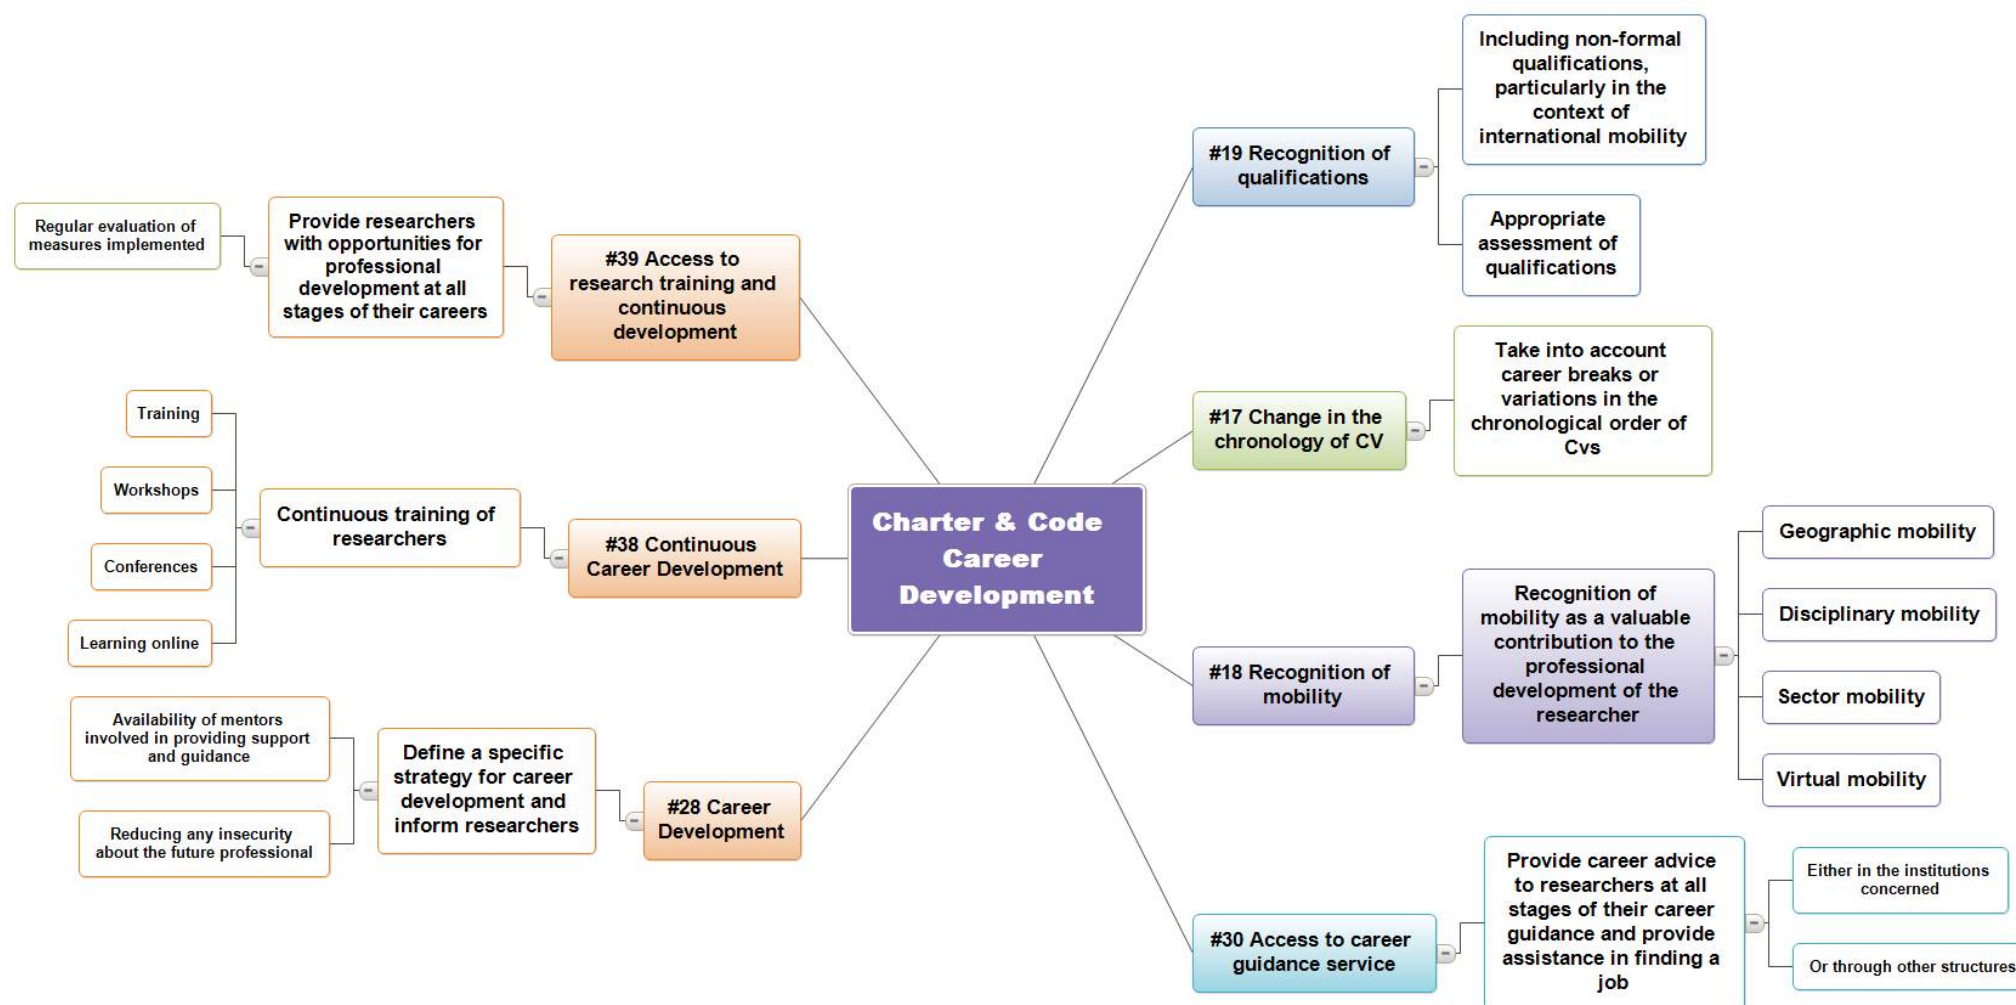 Charter & Code
Career
Development
#19 Recognition of
qualifications
Including non-formal
qualifications,
particularly in the
context of
international mobility
Appropriate
assessment of
qualifications
#17 Change in the
chronology of CV
Take into account
career breaks or
variations in the
chronological order of
Cvs
#18 Recognition of
mobility
Recognition of
mobility as a valuable
contribution to the
professional
development of the
researcher
Geographic mobility
Disciplinary mobility
Sector mobility
Virtual mobility
#30 Access to career
guidance service
Provide career advice
to researchers at all
stages of their career
guidance and provide
assistance in finding a
job
Either in the institutions
concerned
Or through other structures
#39 Access to
research training and
continuous
development
Provide researchers
with opportunities for
professional
development at all
stages of their careers
Regular evaluation of
measures implemented
#38 Continuous
Career Development
Continuous training of
researchers
Training
Workshops
Conferences
Learning online
#28 Career
Development
Define a specific
strategy for career
development and
inform researchers
Availability of mentors
involved in providing support
and guidance
Reducing any insecurity
about the future professional